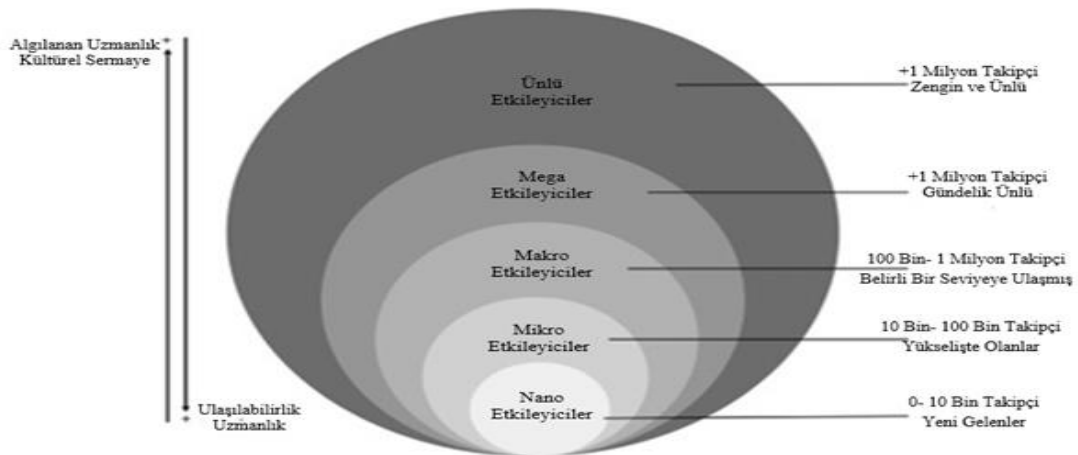 Algılanan Uzmanlık +
Kültürel Sermaye
Ünlü
Etkileyiciler
+1 Milyon Takipçi
Zengin ve Ünlü
Mega
Etkileyiciler
+1 Milyon Takipçi
Gündelik Ünlü
Makro
Etkileyiciler
100 Bin- 1 Milyon Takipçi
Belirli Bir Seviyeye Ulaşmış
Mikro
Etkileyiciler
10 Bin- 100 Bin Takipçi
Yükselişte Olanlar
Nano
Etkileyiciler
0- 10 Bin Takipçi
Yeni Gelenler
Ulaşılabilirlik
+ Uzmanlık